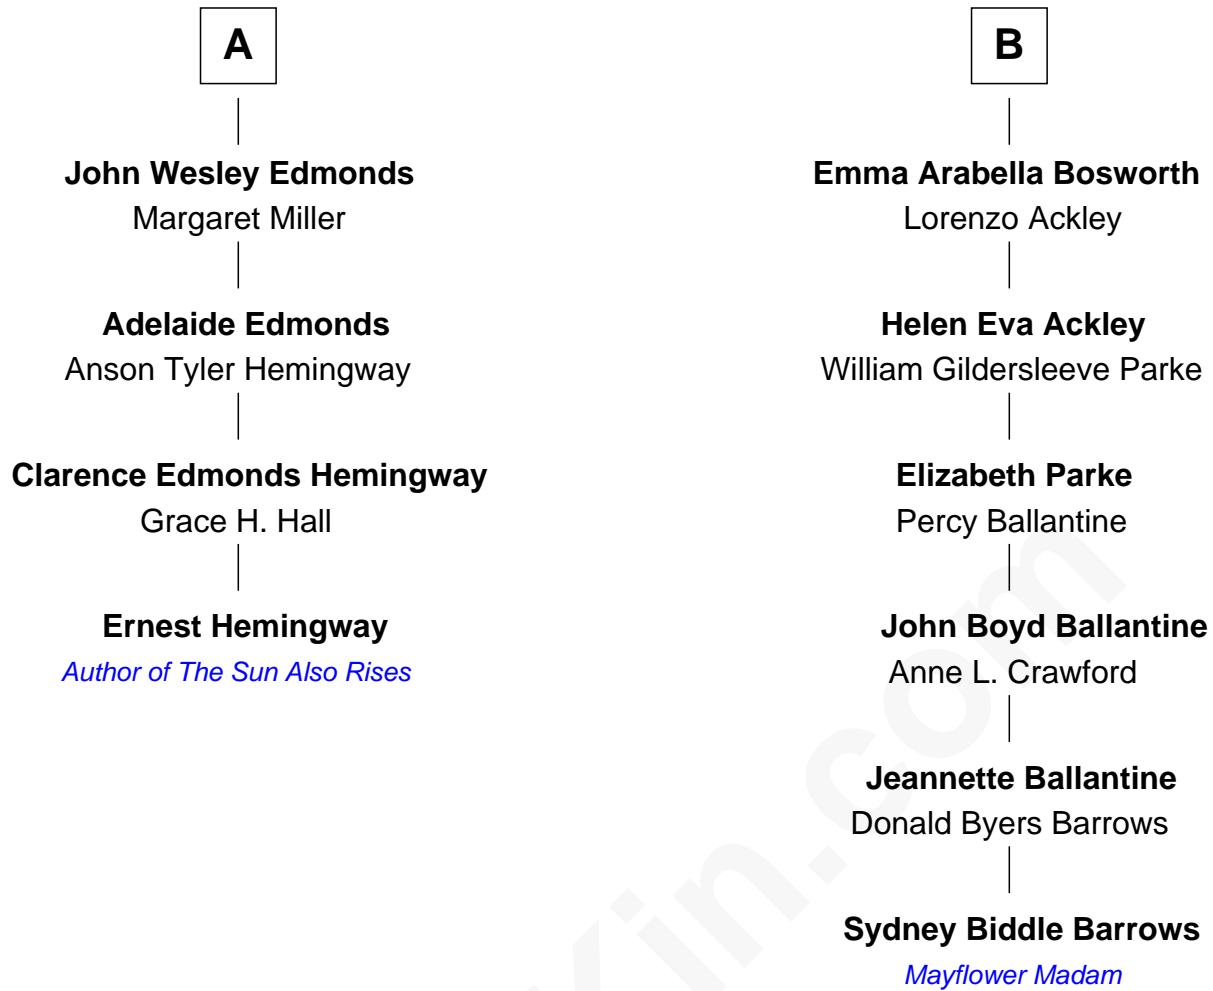 A
John Wesley Edmonds
Margaret Miller
Adelaide Edmonds
Anson Tyler Hemingway
Clarence Edmonds Hemingway
Grace H. Hall
Ernest Hemingway
Author of The Sun Also Rises
B
Emma Arabella Bosworth
Lorenzo Ackley
Helen Eva Ackley
William Gildersleeve Parke
Elizabeth Parke
Percy Ballantine
John Boyd Ballantine
Anne L. Crawford
Jeannette Ballantine
Donald Byers Barrows
Sydney Biddle Barrows
Mayflower Madam
Kin.com